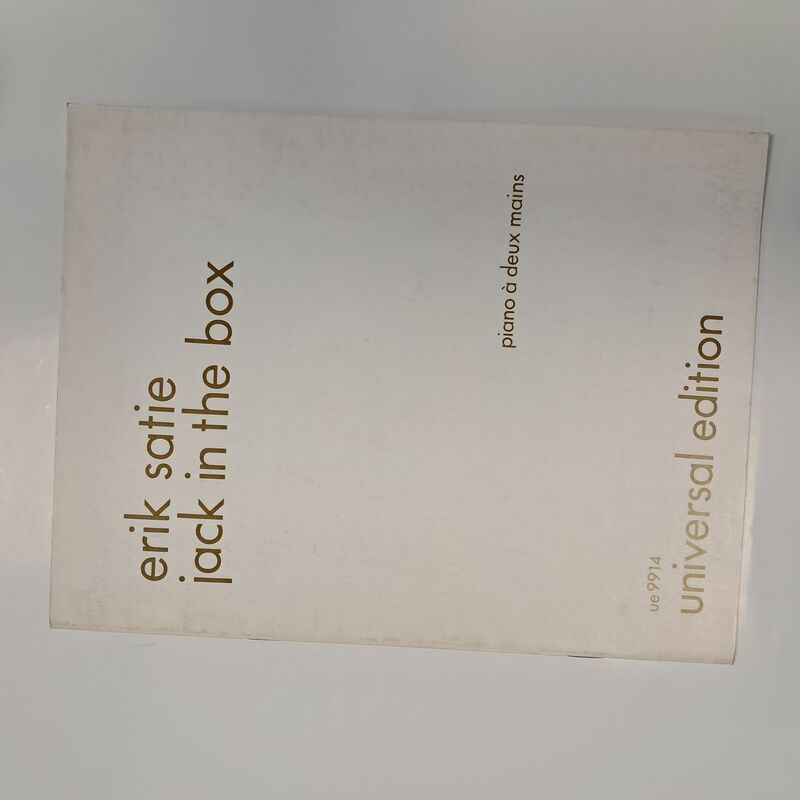 erik satie
jack in the box
piano à deux mains
ue 9914
universal edition